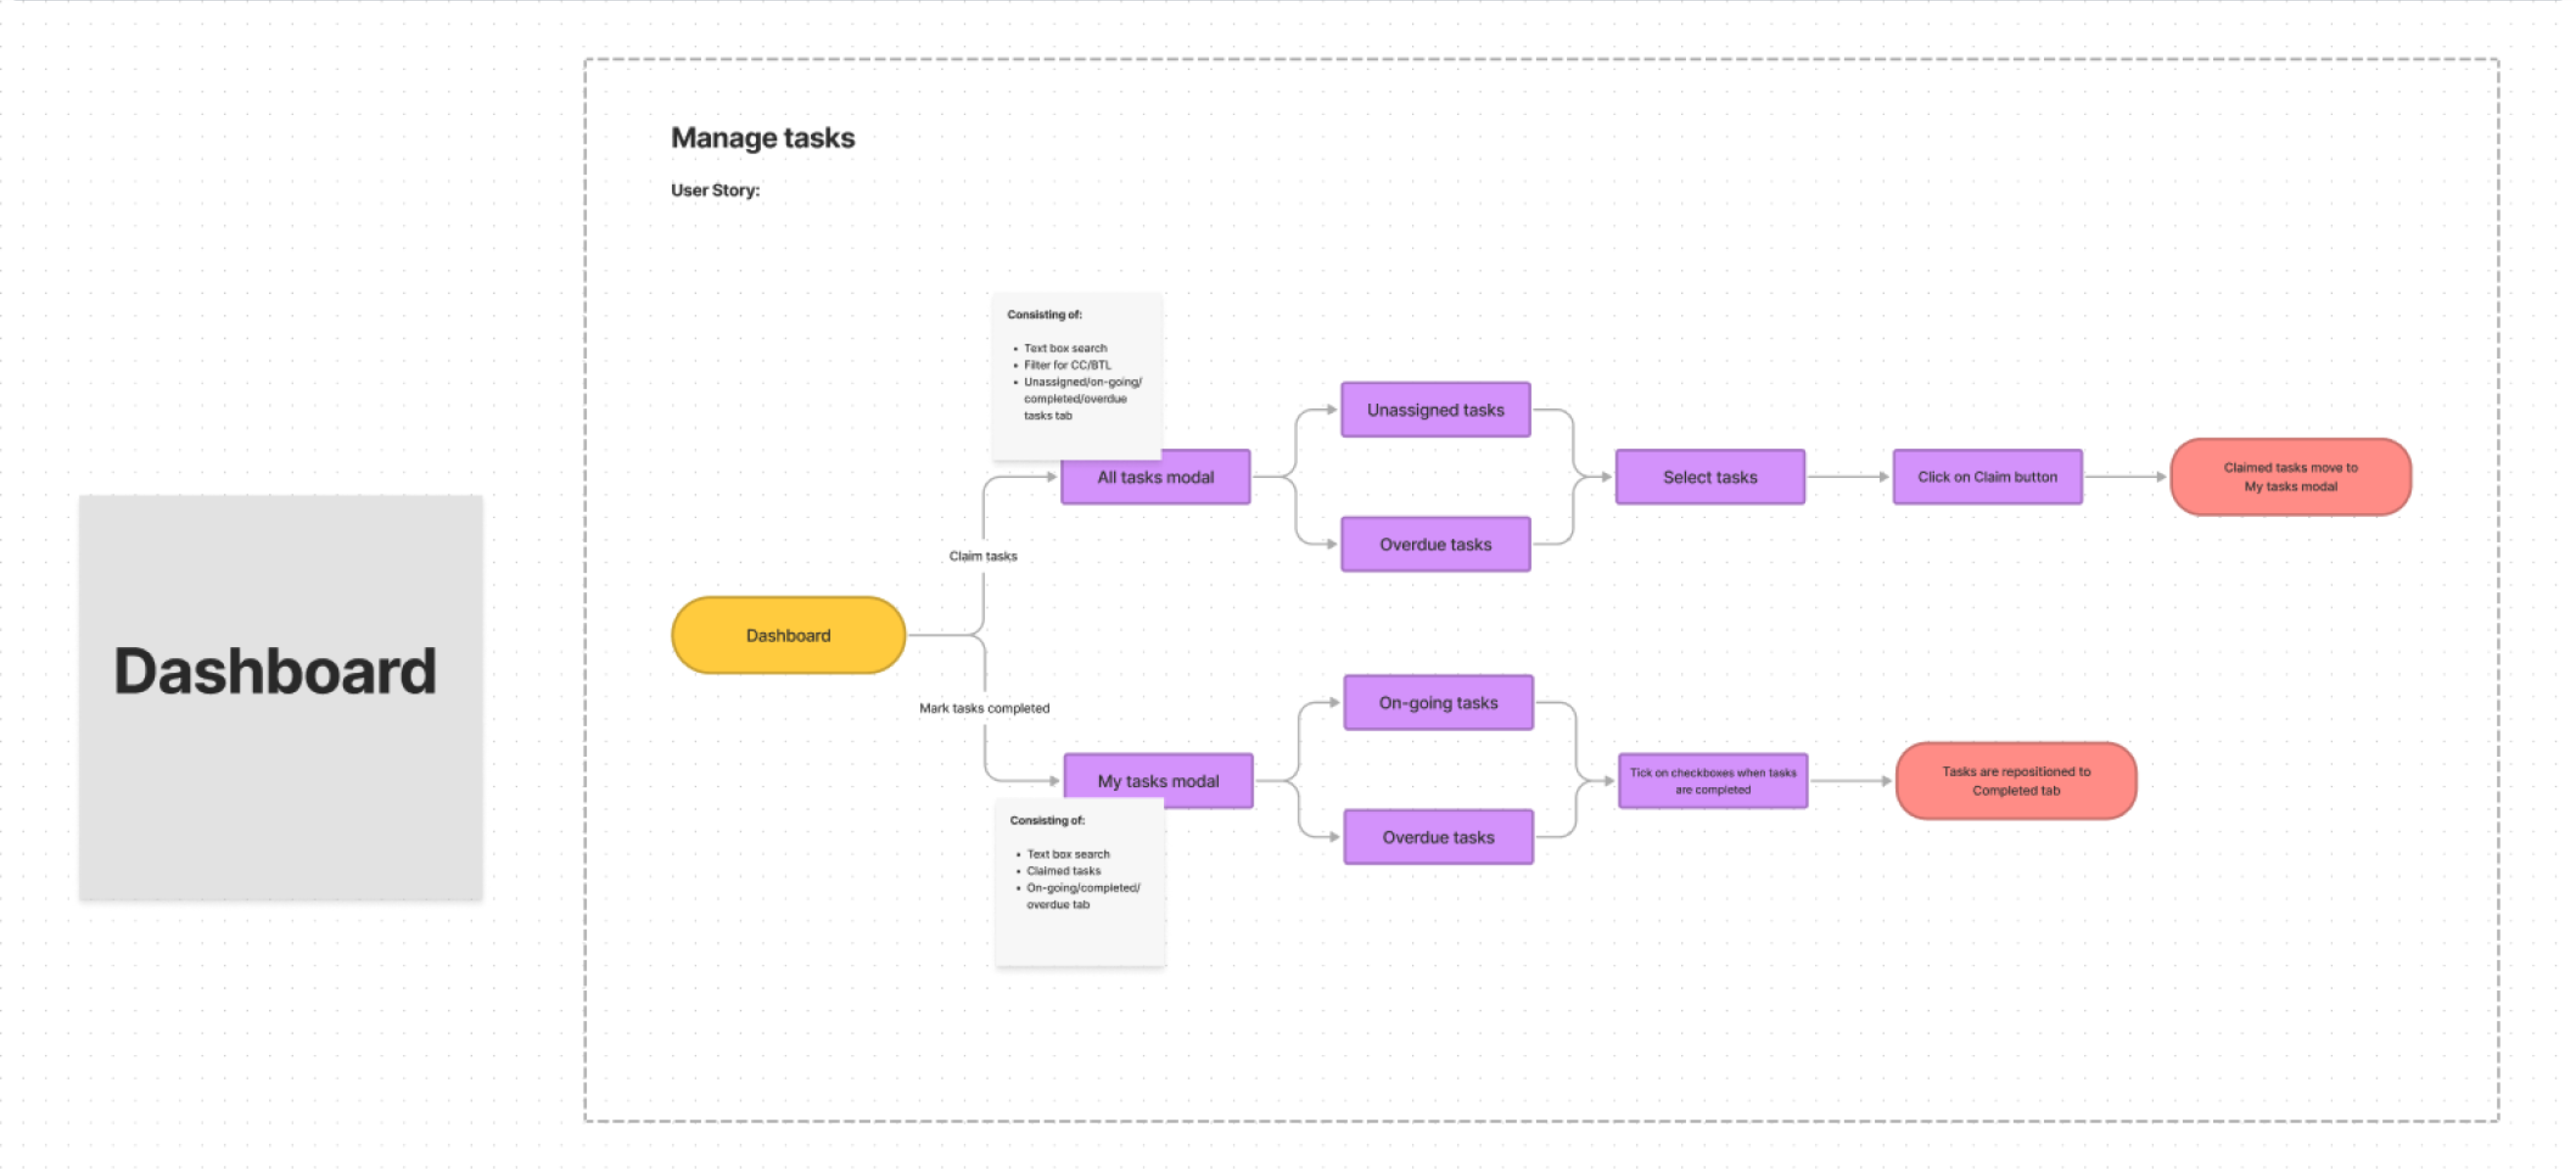 Dashboard
Manage tasks
User Story:
Consisting of:
• Text box search
• Filter for CC/BTL
• Unassigned/on-going/
completed/overdue
tasks tab
All tasks modal
Unassigned tasks
Overdue tasks
Select tasks
Click on Claim button
Claimed tasks move to
My tasks modal
Claim tasks
Dashboard
Mark tasks completed
My tasks modal
Consisting of:
• Text box search
• Claimed tasks
• On-going/completed/
overdue tab
On-going tasks
Overdue tasks
Tick on checkboxes when tasks
are completed
Tasks are repositioned to
Completed tab